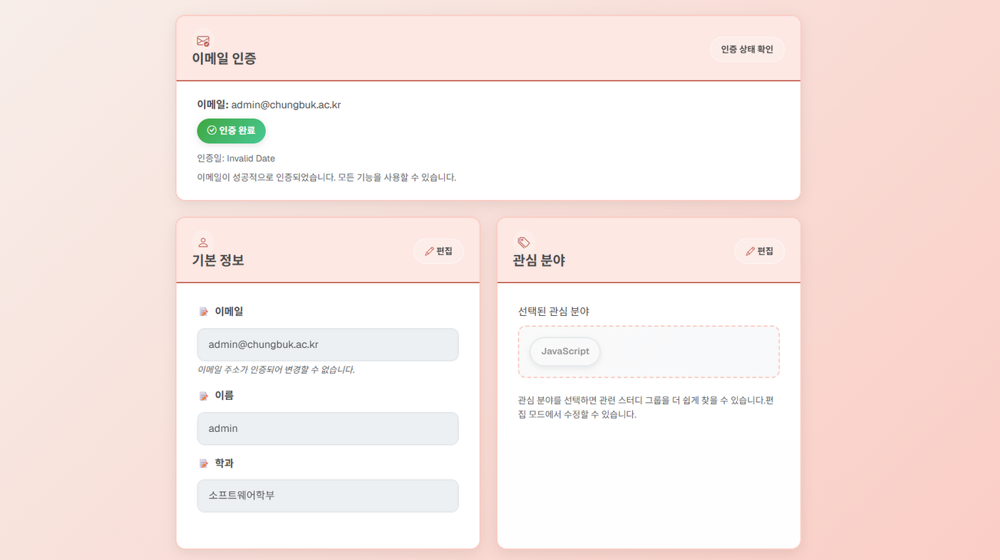 이메일 인증
인증 상태 확인
이메일: admin@chungbuk.ac.kr
인증 완료
인증일: Invalid Date
이메일이 성공적으로 인증되었습니다. 모든 기능을 사용할 수 있습니다.
기본 정보
편집
이메일
admin@chungbuk.ac.kr
이메일 주소가 인증되어 변경할 수 없습니다.
이름
admin
학과
소프트웨어학부
관심 분야
편집
선택된 관심 분야
JavaScript
관심 분야를 선택하면 관련 스터디 그룹을 더 쉽게 찾을 수 있습니다.편
집 모드에서 수정할 수 있습니다.